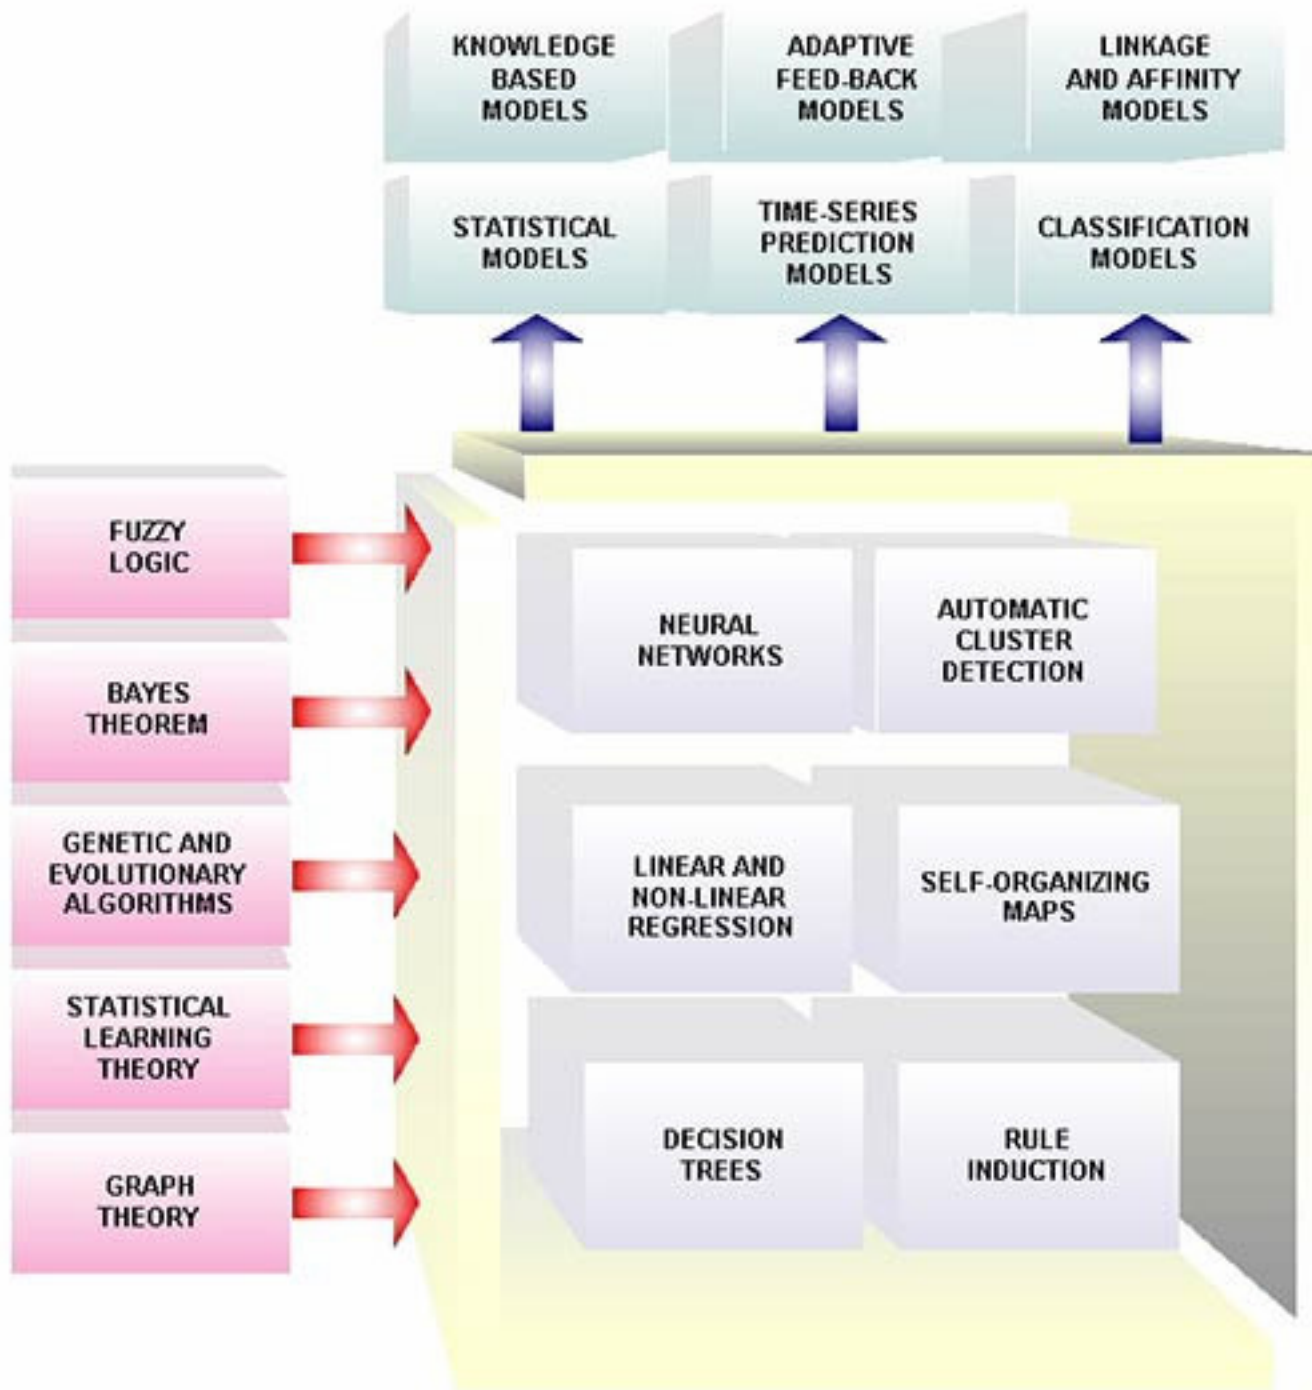 KNOWLEDGE
BASED
MODELS
ADAPTIVE
FEED-BACK
MODELS
LINKAGE
AND AFFINITY
MODELS
STATISTICAL
MODELS
TIME-SERIES
PREDICTION
MODELS
CLASSIFICATION
MODELS
FUZZY
LOGIC
BAYES
THEOREM
GENETIC AND
EVOLUTIONARY
ALGORITHMS
STATISTICAL
LEARNING
THEORY
GRAPH
THEORY
NEURAL
NETWORKS
AUTOMATIC
CLUSTER
DETECTION
LINEAR AND
NON-LINEAR
REGRESSION
SELF-ORGANIZING
MAPS
DECISION
TREES
RULE
INDUCTION